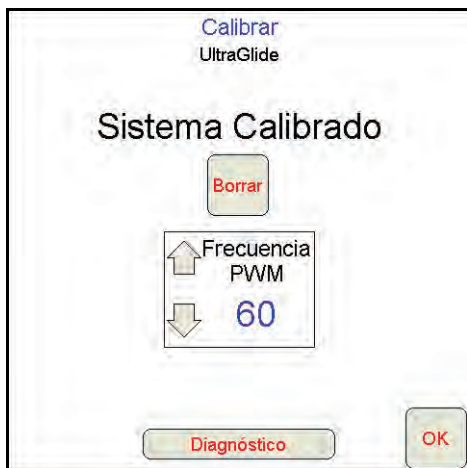 Calibrar
UltraGlide
Sistema Calibrado
Borrar
Frecuencia
PWM
60
Diagnóstico
OK